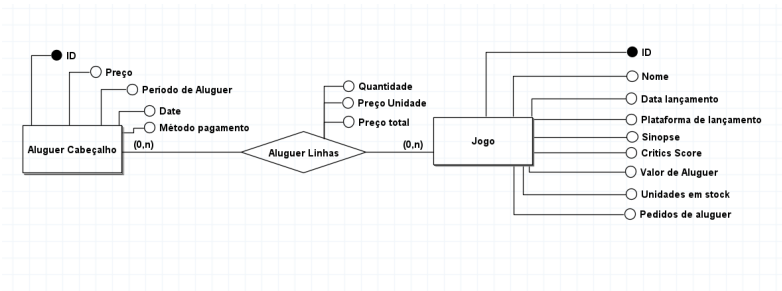 ID
Preço
Período de Aluguer
Date
Método pagamento
Aluguer Cabeçalho
(0,n)
Quantidade
Preço Unidade
Preço total
Aluguer Linhas
(0,n)
Jogo
ID
Nome
Data lançamento
Plataforma de lançamento
Sinopse
Critics Score
Valor de Aluguer
Unidades em stock
Pedidos de aluguer